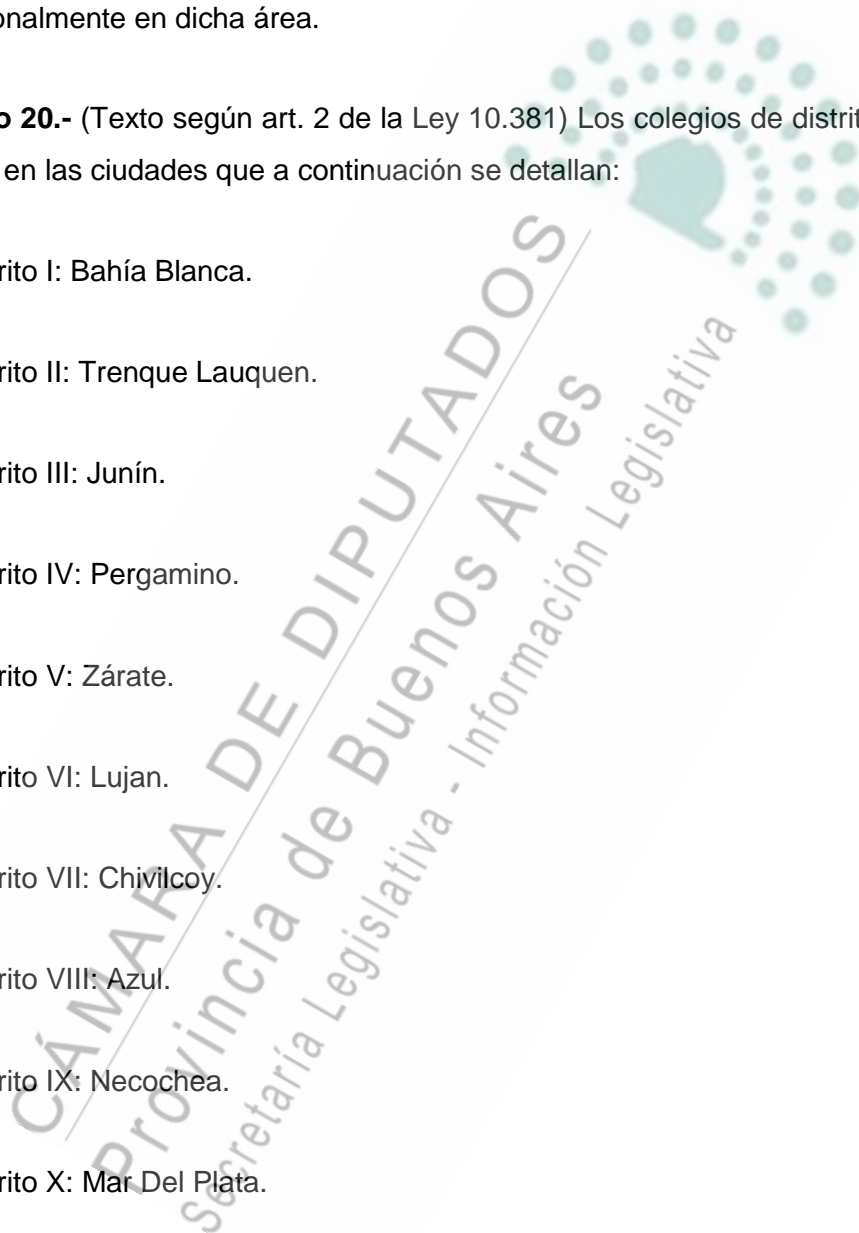 onalmente en dicha área.
o 20.- (Texto según art. 2 de la Ley 10.381) Los colegios de distrit
en las ciudades que a continuación se detallan:
rito I: Bahía Blanca.
rito II: Trenque Lauquen.
rito III: Junín.
rito IV: Pergamino.
rito V: Zárate.
rito VI: Lujan.
rito VII: Chivilcoy.
rito VIII: Azul.
rito IX: Necochea.
rito X: Mar Del Plata.
CÁMARA DE DIPUTADOS
Provincia de Buenos Aires
Secretaría Legislativa - Información Legislativa